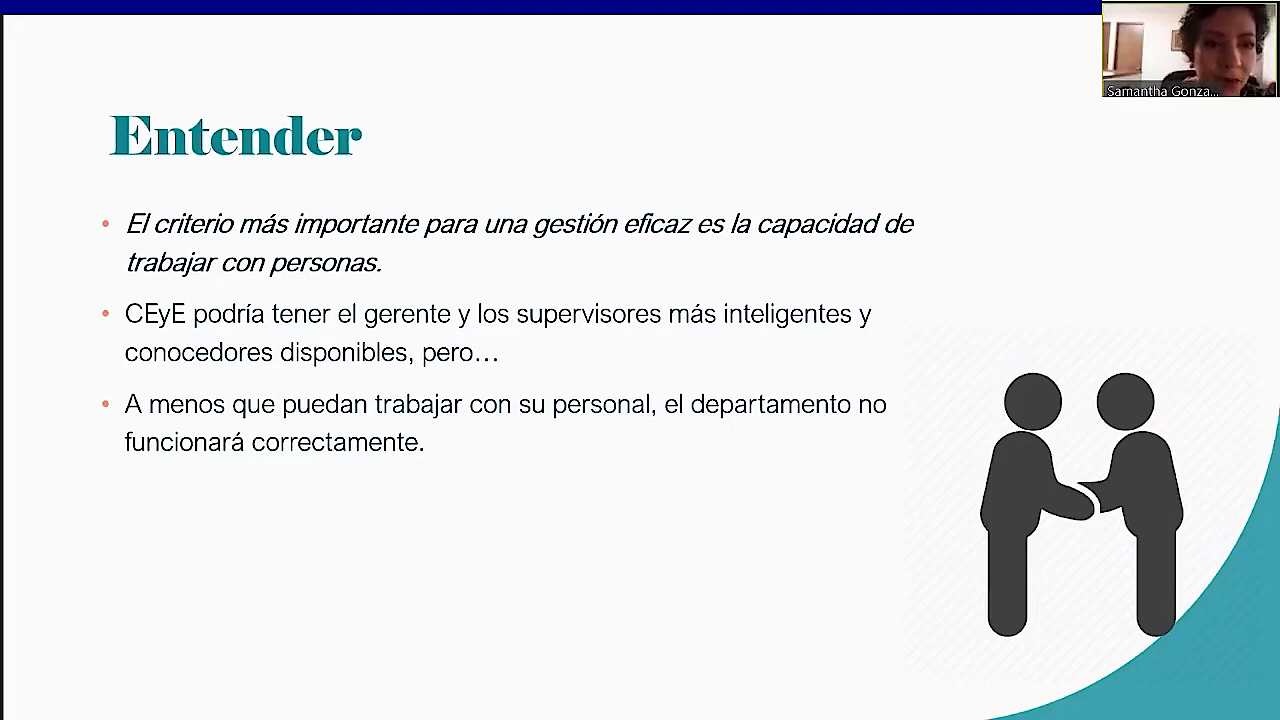 Samantha Gonza...
Entender
• El criterio más importante para una gestión eficaz es la capacidad de
trabajar con personas.
• CEyE podría tener el gerente y los supervisores más inteligentes y
conocedores disponibles, pero…
• A menos que puedan trabajar con su personal, el departamento no
funcionará correctamente.